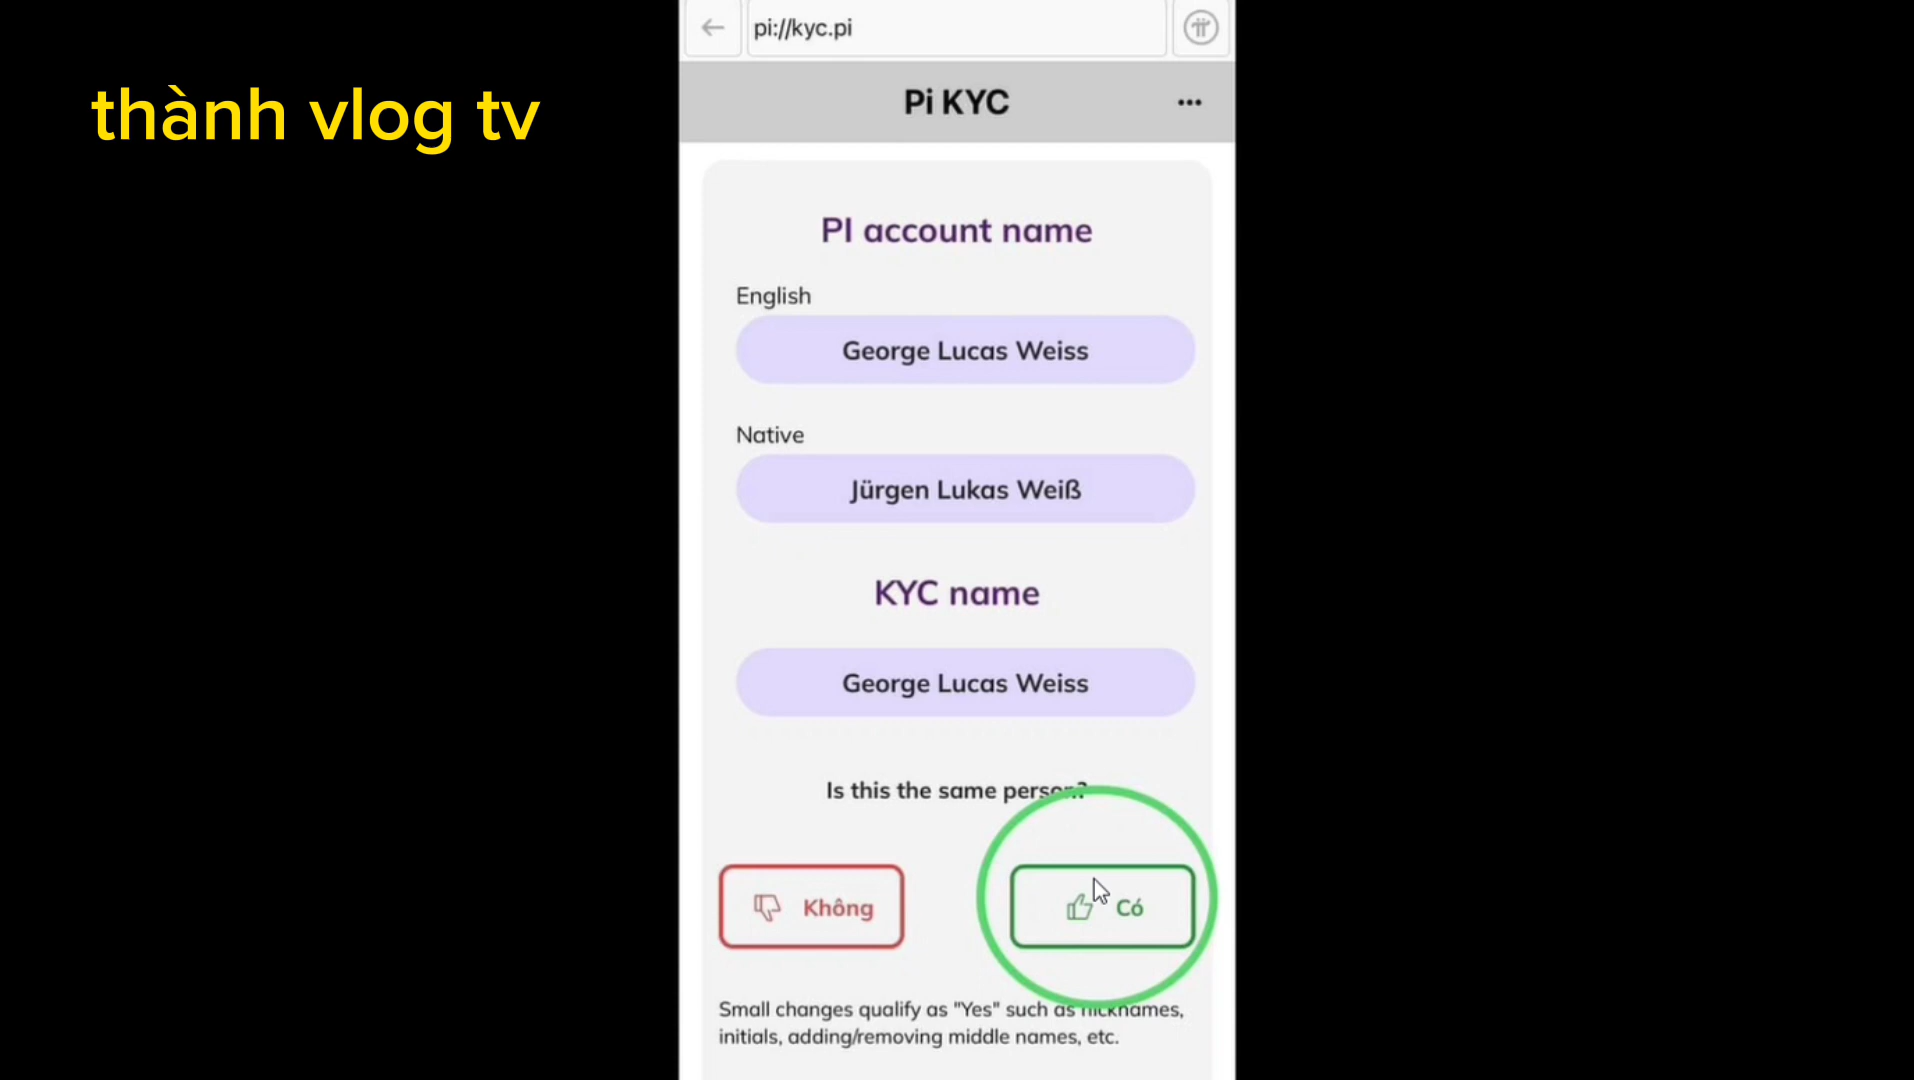 pi://kyc.pi
thành vlog tv
Pi KYC
PI account name
English
George Lucas Weiss
Native
Jürgen Lukas Weiß
KYC name
George Lucas Weiss
Is this the same person?
Không
Có
Small changes qualify as "Yes" such as nicknames,
initials, adding/removing middle names, etc.